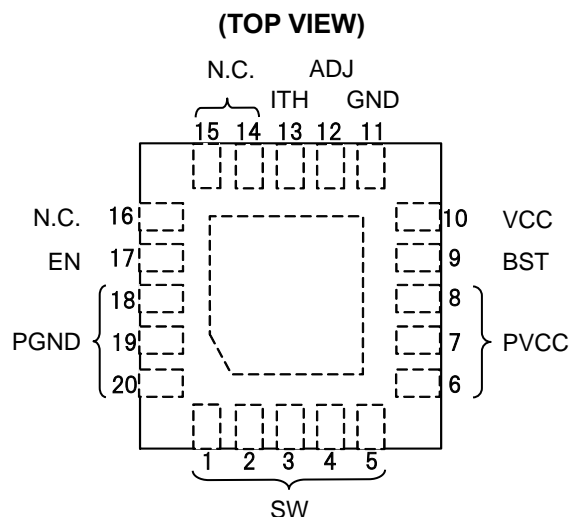 (TOP VIEW)
N.C. ADJ
ITH GND
15 14 13 12 11
N.C. 16 10 VCC
EN 17 9 BST
18 8
PGND 19 7 PVCC
20 6
1 2 3 4 5
SW